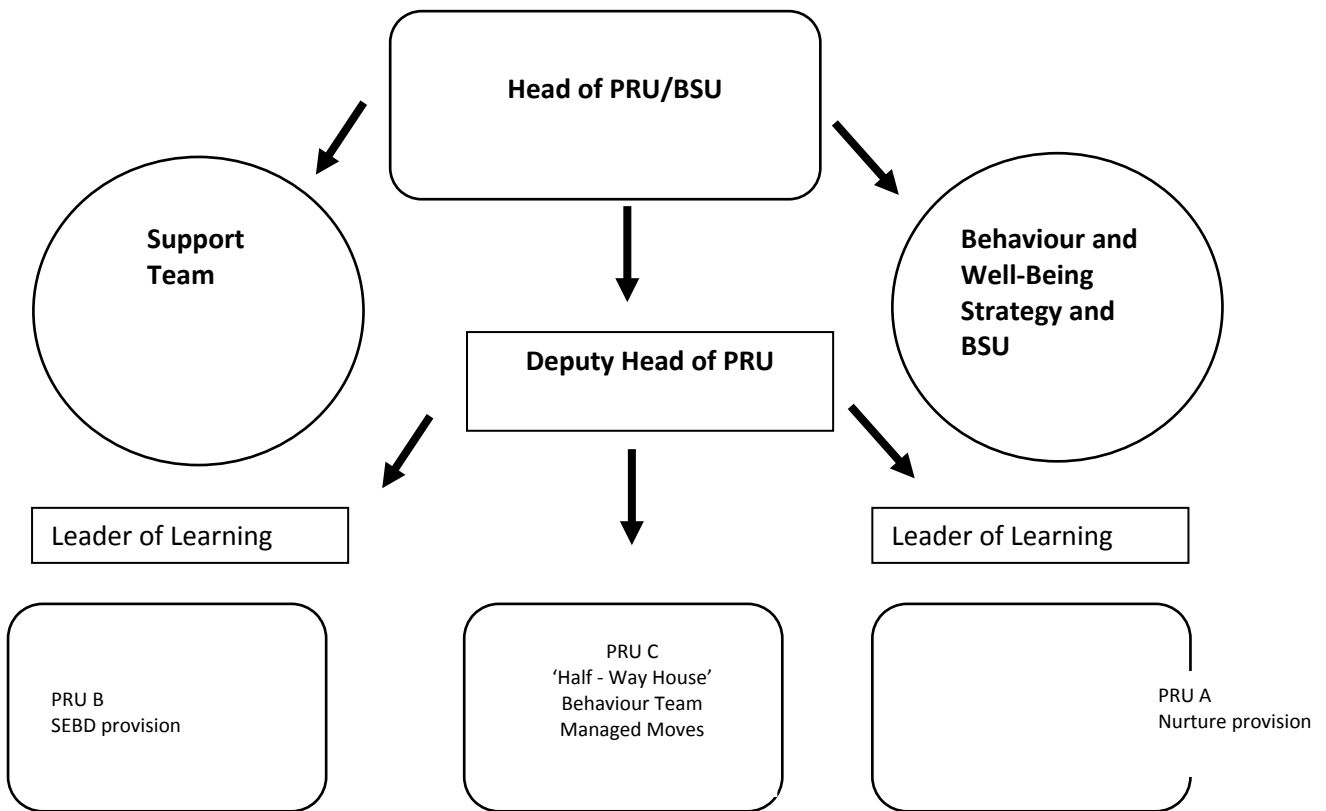 Head of PRU/BSU
Support
Team
Behaviour and
Well-Being
Strategy and
BSU
Deputy Head of PRU
Leader of Learning
Leader of Learning
PRU B
SEBD provision
PRU C
‘Half - Way House’
Behaviour Team
Managed Moves
PRU A
Nurture provision